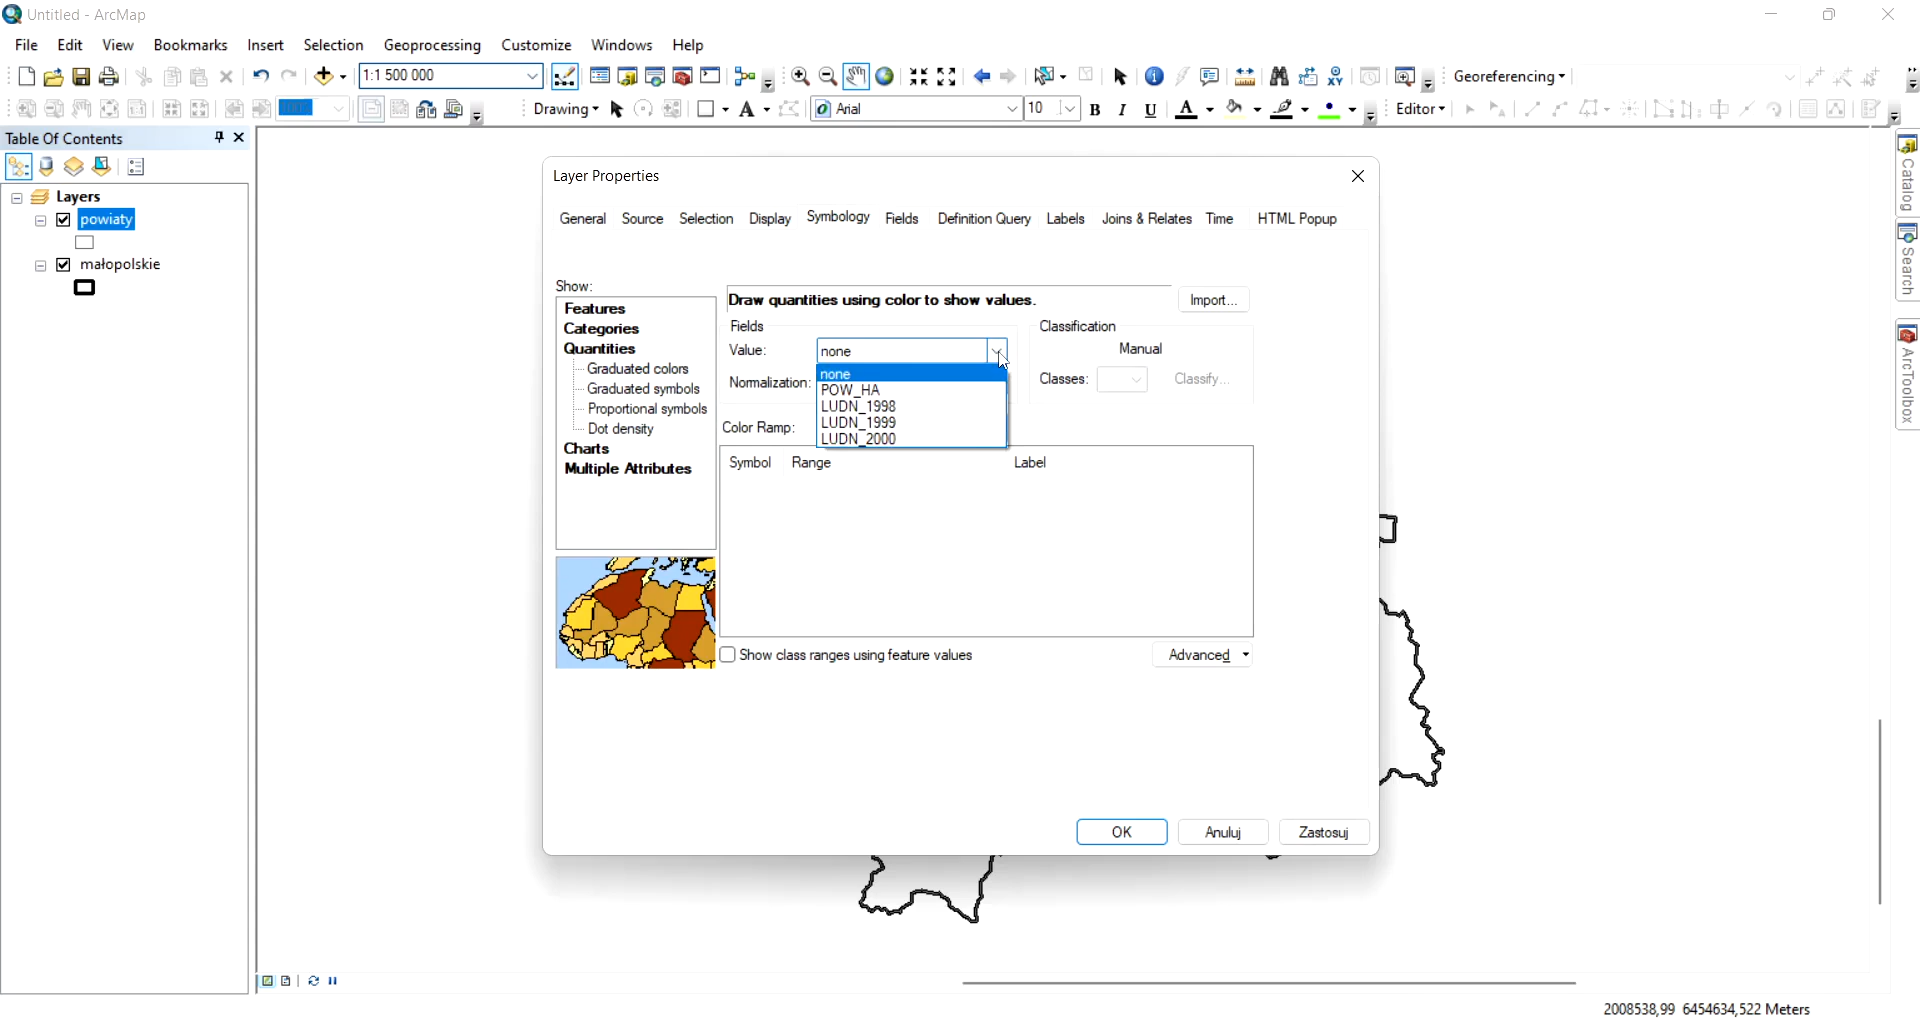 Untitled - ArcMap
File Edit View Bookmarks Insert Selection Geoprocessing Customize Windows Help
1:1 500 000 Georeferencing
Drawing Arial 10 B I U A Editor
Table Of Contents
Layers
powiaty
małopolskie
Catalog
Search
ArcToolbox
Layer Properties
General Source Selection Display Symbology Fields Definition Query Labels Joins & Relates Time HTML Popup
Show:
Features
Categories
Quantities
Graduated colors
Graduated symbols
Proportional symbols
Dot density
Charts
Multiple Attributes
Draw quantities using color to show values.
Import...
Fields
Value: none
Normalization:
none
POW_HA
LUDN_1998
LUDN_1999
LUDN_2000
Classification
Manual
Classes: Classify...
Color Ramp:
Symbol Range Label
Show class ranges using feature values
Advanced
OK Anuluj Zastosuj
2008538,99 6454634,522 Meters